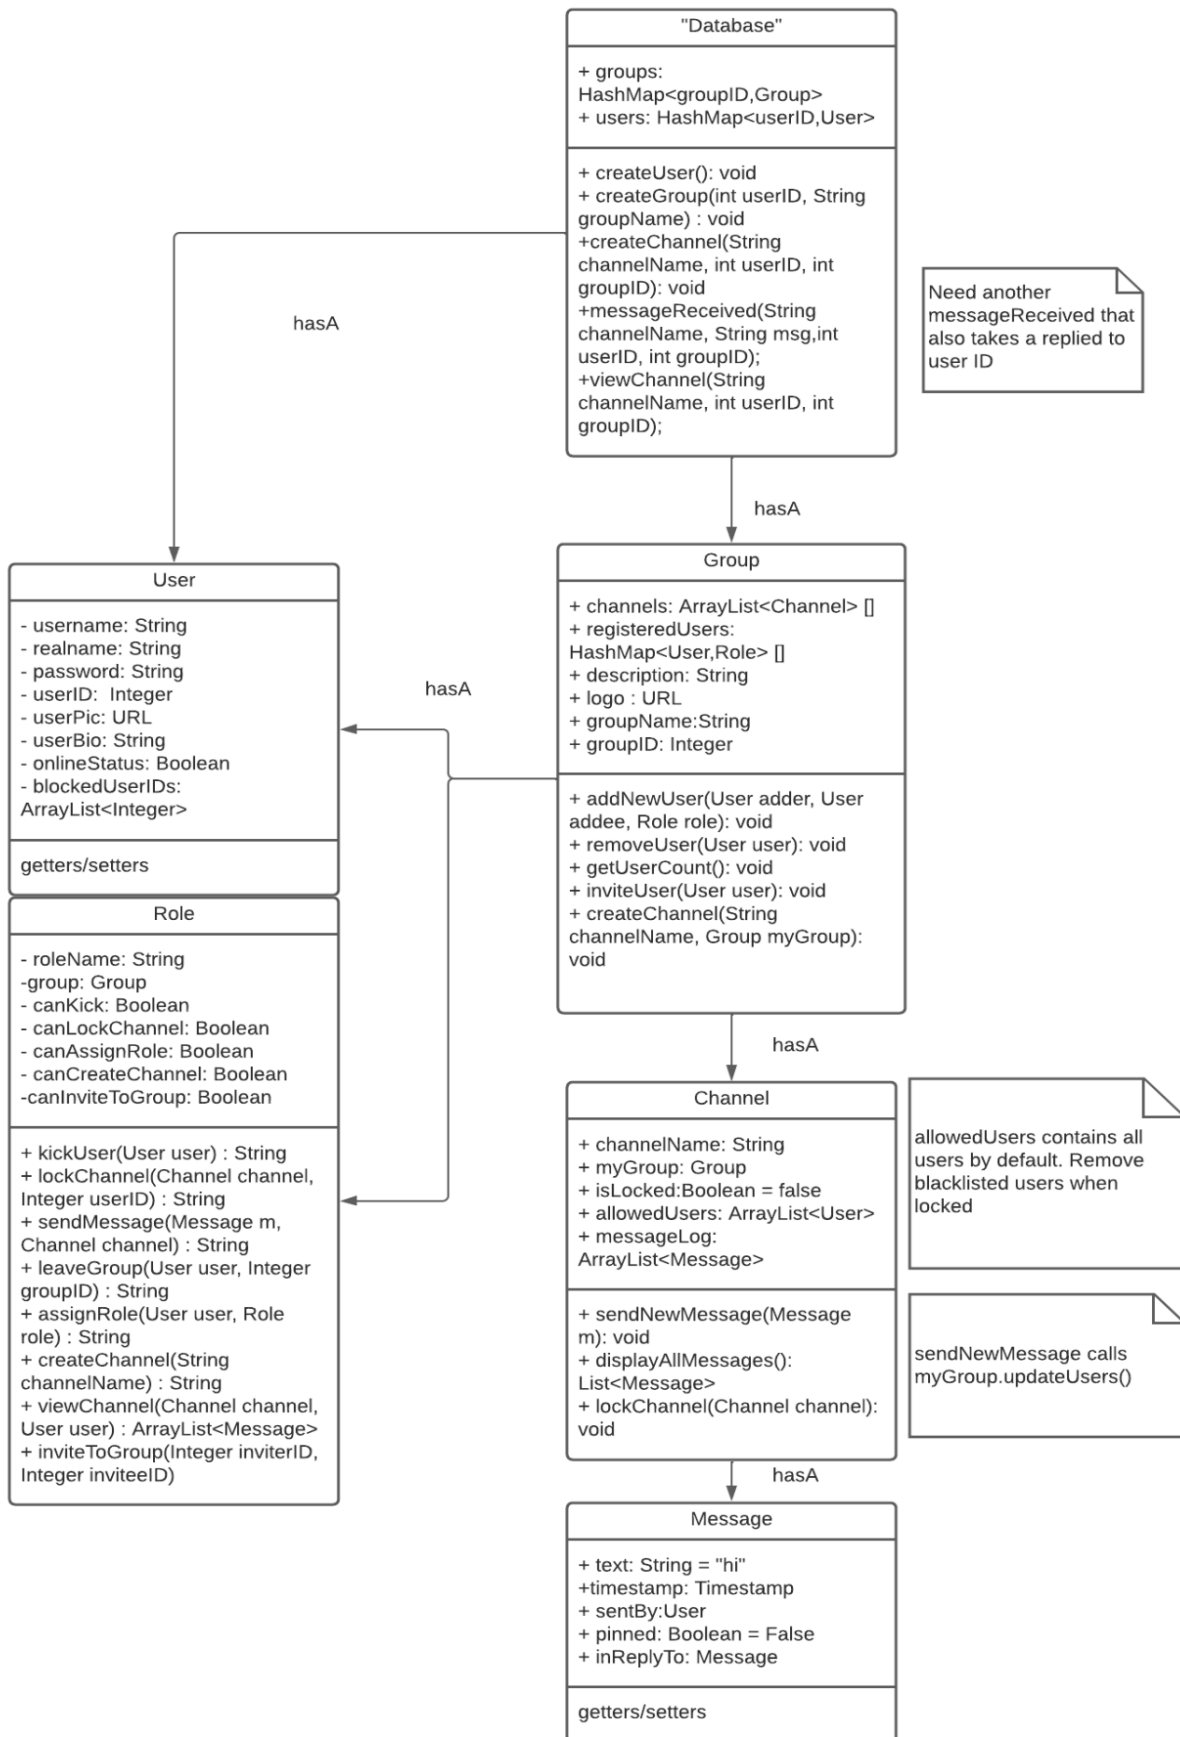 "Database"
+ groups:
HashMap<groupID,Group>
+ users: HashMap<userID,User>
+ createUser(): void
+ createGroup(int userID, String
groupName) : void
+createChannel(String
channelName, int userID, int
groupID): void
+messageReceived(String
channelName, String msg,int
userID, int groupID);
+viewChannel(String
channelName, int userID, int
groupID);
Need another
messageReceived that
also takes a replied to
user ID
hasA
hasA
User
- username: String
- realname: String
- password: String
- userID:  Integer
- userPic: URL
- userBio: String
- onlineStatus: Boolean
- blockedUserIDs:
ArrayList<Integer>
getters/setters
hasA
Group
+ channels: ArrayList<Channel> []
+ registeredUsers:
HashMap<User,Role> []
+ description: String
+ logo : URL
+ groupName:String
+ groupID: Integer
+ addNewUser(User adder, User
addee, Role role): void
+ removeUser(User user): void
+ getUserCount(): void
+ inviteUser(User user): void
+ createChannel(String
channelName, Group myGroup):
void
Role
- roleName: String
-group: Group
- canKick: Boolean
- canLockChannel: Boolean
- canAssignRole: Boolean
- canCreateChannel: Boolean
-canInviteToGroup: Boolean
+ kickUser(User user) : String
+ lockChannel(Channel channel,
Integer userID) : String
+ sendMessage(Message m,
Channel channel) : String
+ leaveGroup(User user, Integer
groupID) : String
+ assignRole(User user, Role
role) : String
+ createChannel(String
channelName) : String
+ viewChannel(Channel channel,
User user) : ArrayList<Message>
+ inviteToGroup(Integer inviterID,
Integer inviteeID)
hasA
Channel
+ channelName: String
+ myGroup: Group
+ isLocked:Boolean = false
+ allowedUsers: ArrayList<User>
+ messageLog:
ArrayList<Message>
+ sendNewMessage(Message
m): void
+ displayAllMessages():
List<Message>
+ lockChannel(Channel channel):
void
allowedUsers contains all
users by default. Remove
blacklisted users when
locked
sendNewMessage calls
myGroup.updateUsers()
hasA
Message
+ text: String = "hi"
+timestamp: Timestamp
+ sentBy:User
+ pinned: Boolean = False
+ inReplyTo: Message
getters/setters